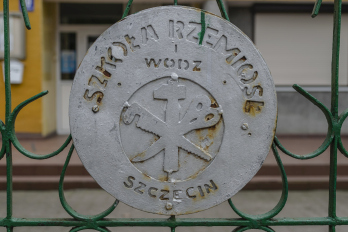 SZKOŁA RZEMIOSŁ
I
WODZ
SZCZECIN